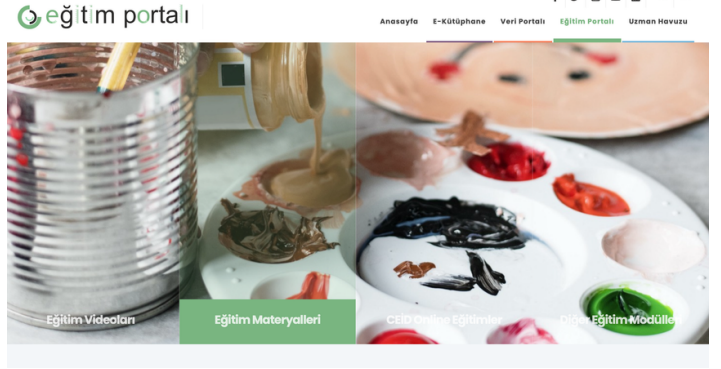 eğitim portalı
Anasayfa E-Kütüphane Veri Portalı Eğitim Portalı Uzman Havuzu
Eğitim Videoları Eğitim Materyalleri CEİD Online Eğitimler Diğer Eğitim Modülleri